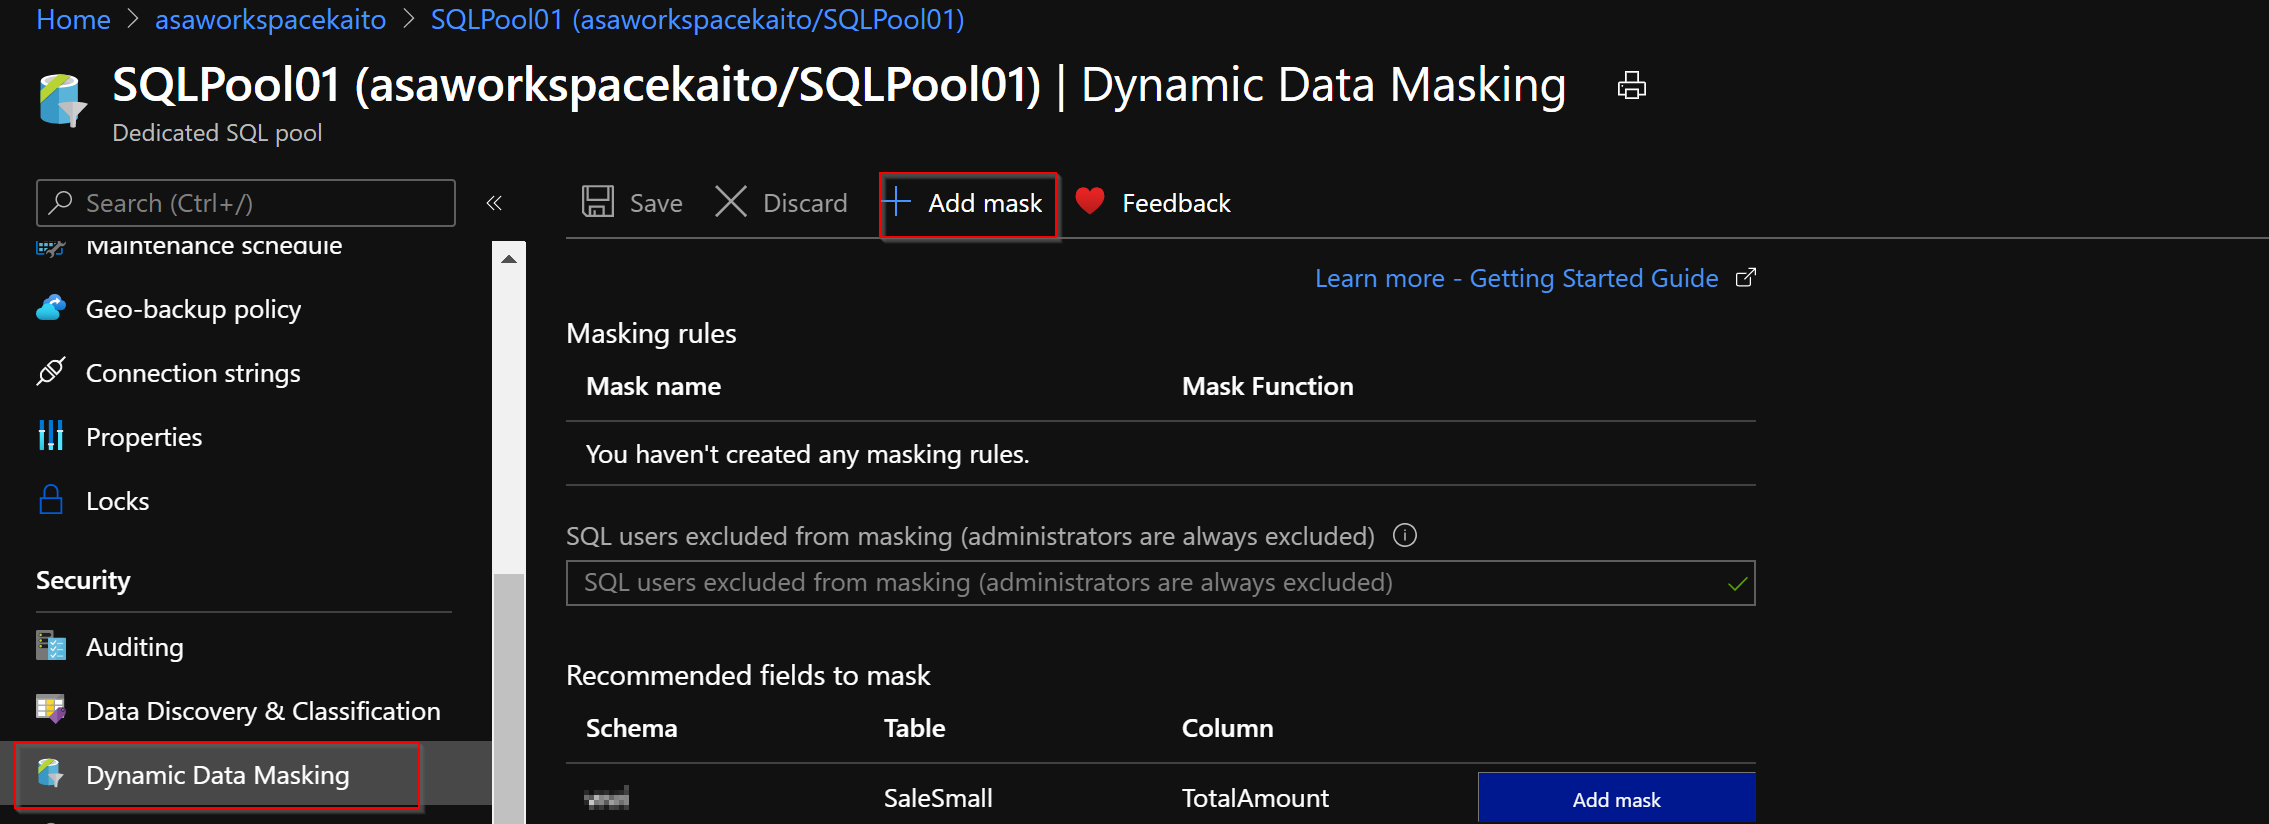 Home > asaworkspacekaito > SQLPool01 (asaworkspacekaito/SQLPool01)
SQLPool01 (asaworkspacekaito/SQLPool01) | Dynamic Data Masking
Dedicated SQL pool
Search (Ctrl+/)
«
Maintenance schedule
Geo-backup policy
Connection strings
Properties
Locks
Security
Auditing
Data Discovery & Classification
Dynamic Data Masking
Save Discard Add mask Feedback
Learn more - Getting Started Guide
Masking rules
Mask name Mask Function
You haven't created any masking rules.
SQL users excluded from masking (administrators are always excluded)
SQL users excluded from masking (administrators are always excluded)
Recommended fields to mask
Schema Table Column
SaleSmall TotalAmount Add mask